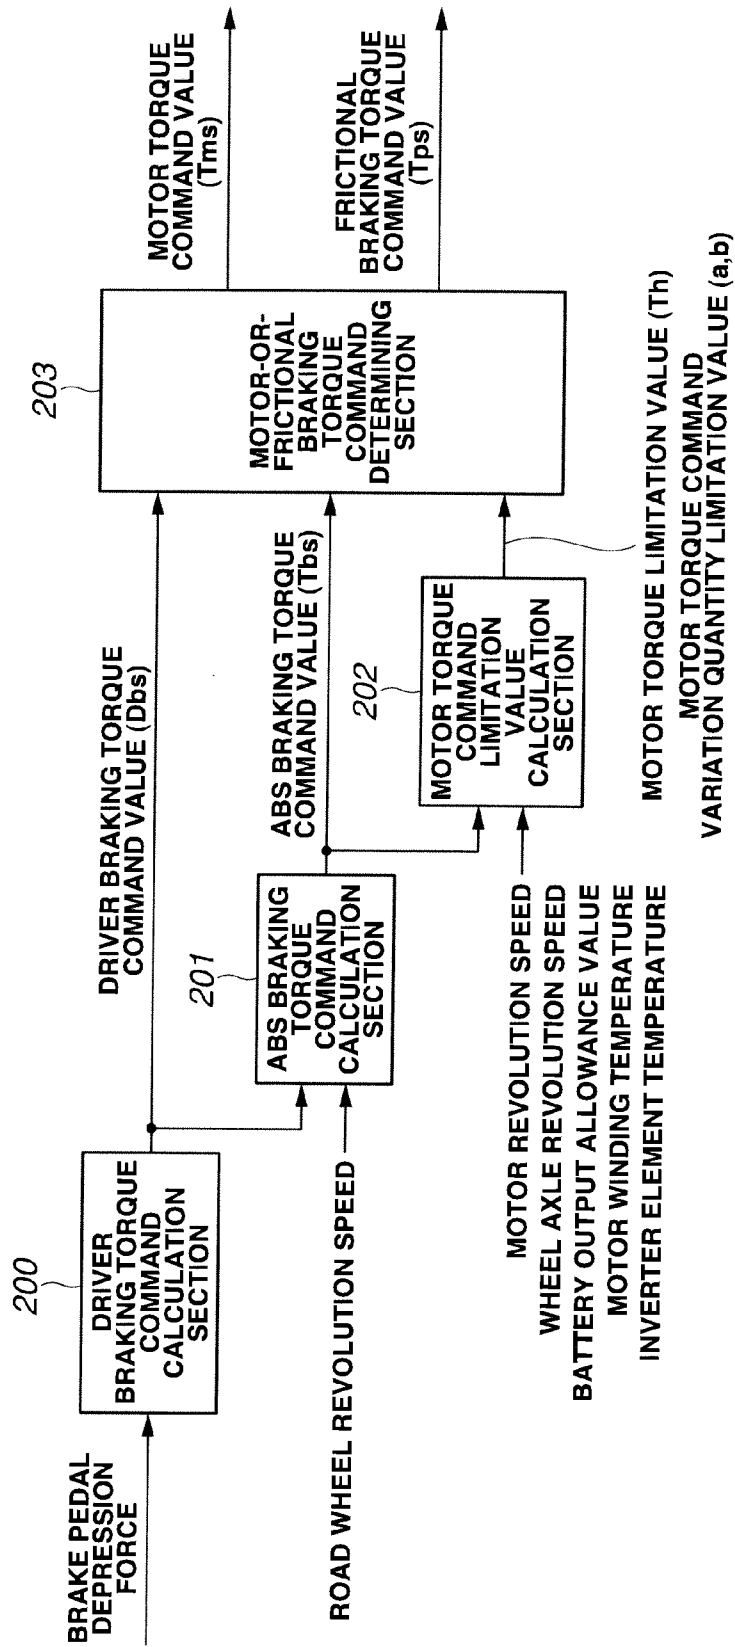 BRAKE PEDAL
DEPRESSION
FORCE
200
DRIVER
BRAKING TORQUE
COMMAND
CALCULATION
SECTION
DRIVER BRAKING TORQUE
COMMAND VALUE (Dbs)
ROAD WHEEL REVOLUTION SPEED
201
ABS BRAKING
TORQUE
COMMAND
CALCULATION
SECTION
ABS BRAKING TORQUE
COMMAND VALUE (Tbs)
MOTOR REVOLUTION SPEED
WHEEL AXLE REVOLUTION SPEED
BATTERY OUTPUT ALLOWANCE VALUE
MOTOR WINDING TEMPERATURE
INVERTER ELEMENT TEMPERATURE
202
MOTOR TORQUE
COMMAND
LIMITATION
VALUE
CALCULATION
SECTION
MOTOR TORQUE LIMITATION VALUE (Th)
MOTOR TORQUE COMMAND
VARIATION QUANTITY LIMITATION VALUE (a,b)
203
MOTOR-OR-
FRICTIONAL
BRAKING
TORQUE
COMMAND
DETERMINING
SECTION
MOTOR TORQUE
COMMAND VALUE
(Tms)
FRICTIONAL
BRAKING TORQUE
COMMAND VALUE
(Tps)